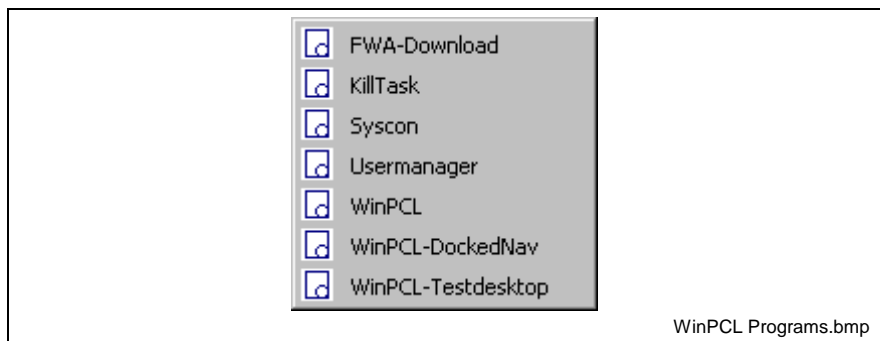 FWA-Download
KillTask
Syscon
Usermanager
WinPCL
WinPCL-DockedNav
WinPCL-Testdesktop
WinPCL Programs.bmp